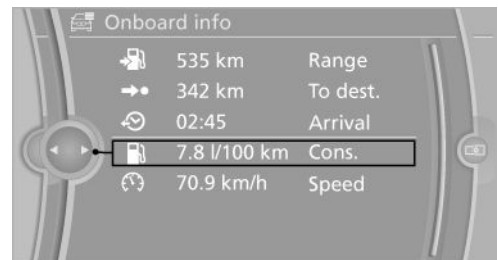 Onboard info
535 km Range
342 km To dest.
02:45 Arrival
7.8 l/100 km Cons.
70.9 km/h Speed